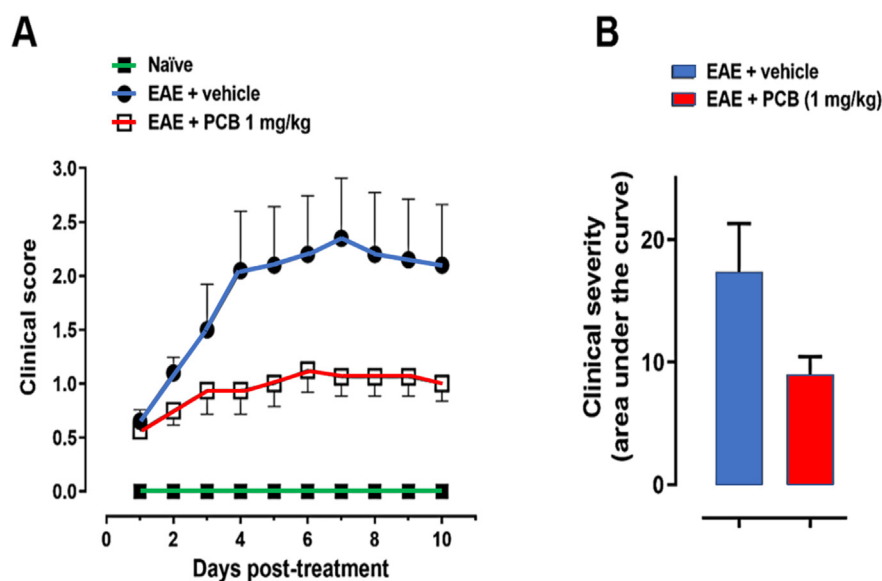 A
Naïve
EAE + vehicle
EAE + PCB 1 mg/kg
Clinical score
3.0
2.5
2.0
1.5
1.0
0.5
0.0
0 2 4 6 8 10
Days post-treatment
B
EAE + vehicle
EAE + PCB (1 mg/kg)
Clinical severity
(area under the curve)
20
10
0